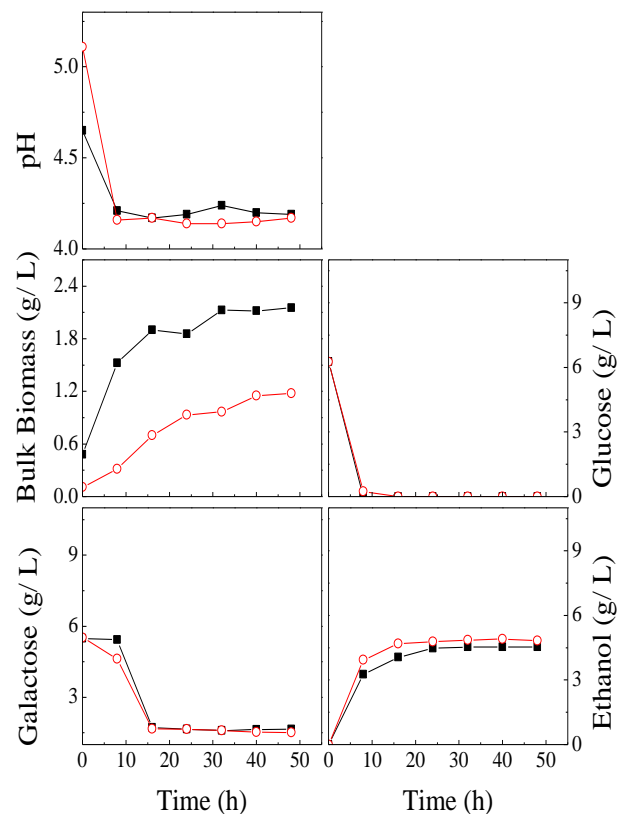 5.0
4.5
4.0
pH
2.4
1.8
1.2
0.6
0.0
Bulk Biomass (g/ L)
9
6
3
0
Glucose (g/ L)
9
6
3
Galactose (g/ L)
9
6
3
0
Ethanol (g/ L)
0 10 20 30 40 50
0 10 20 30 40 50
Time (h)
Time (h)